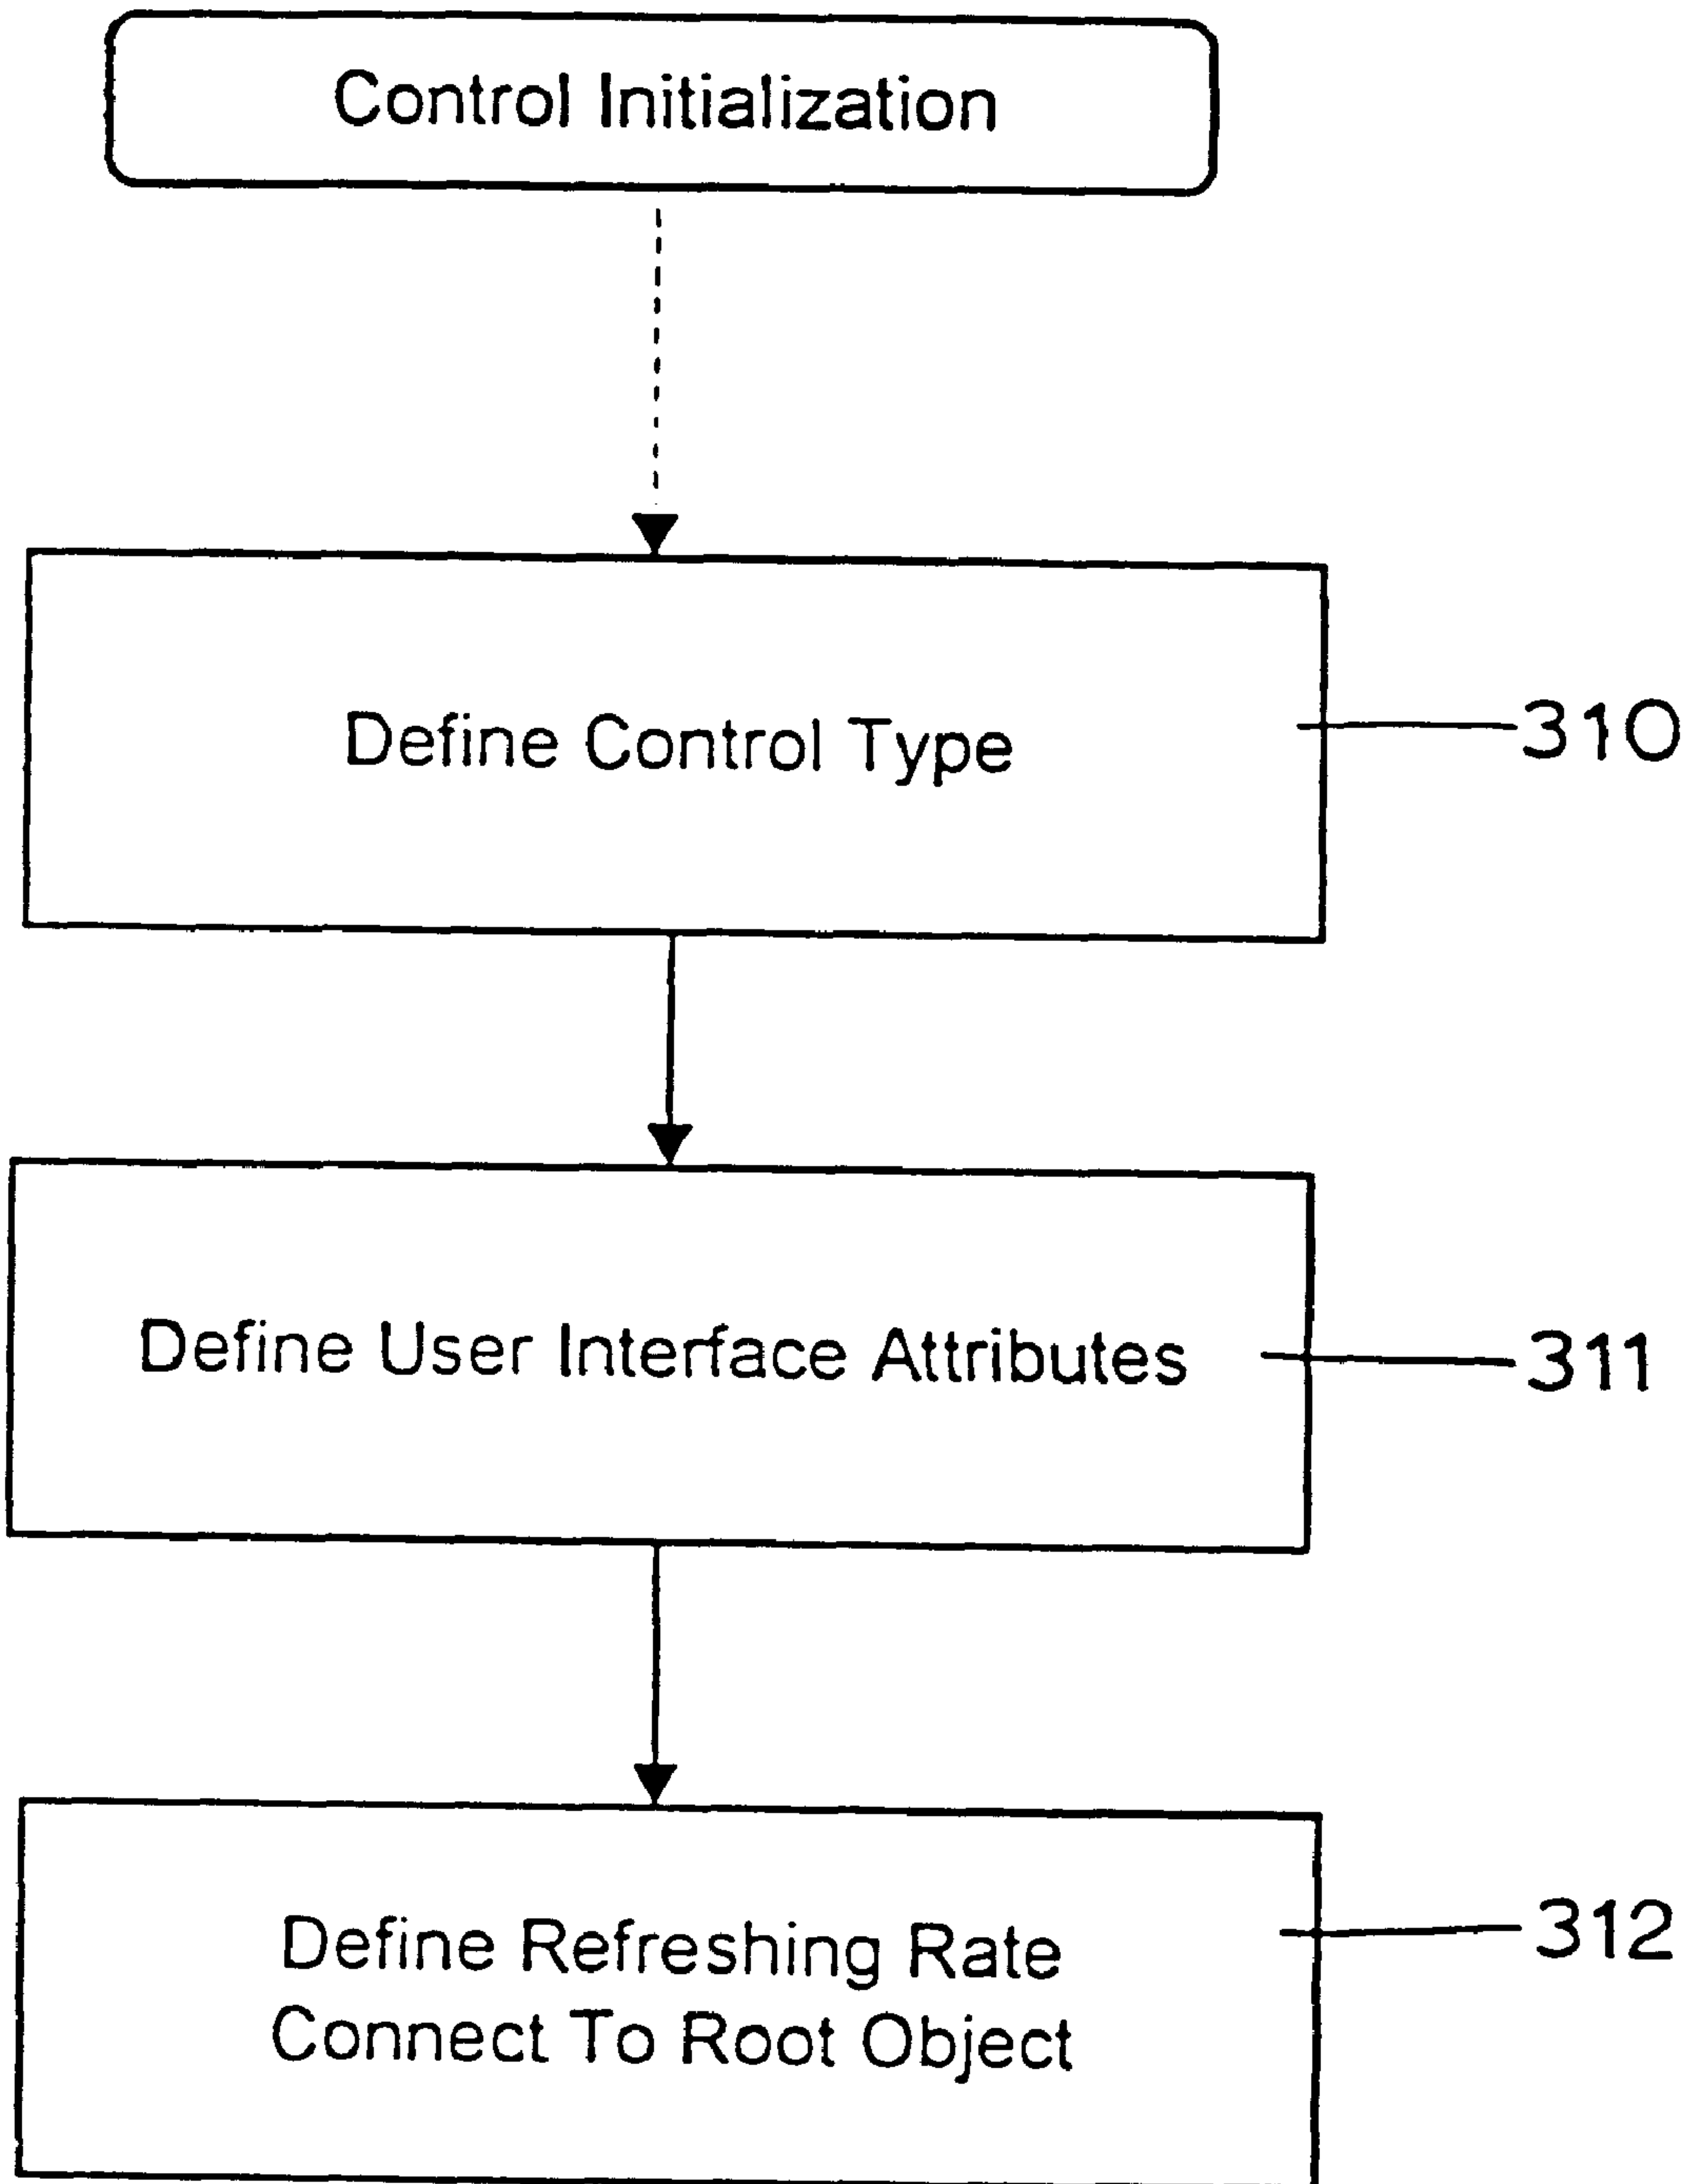 Control Initialization
Define Control Type
310
Define User Interface Attributes
311
Define Refreshing Rate
Connect To Root Object
312